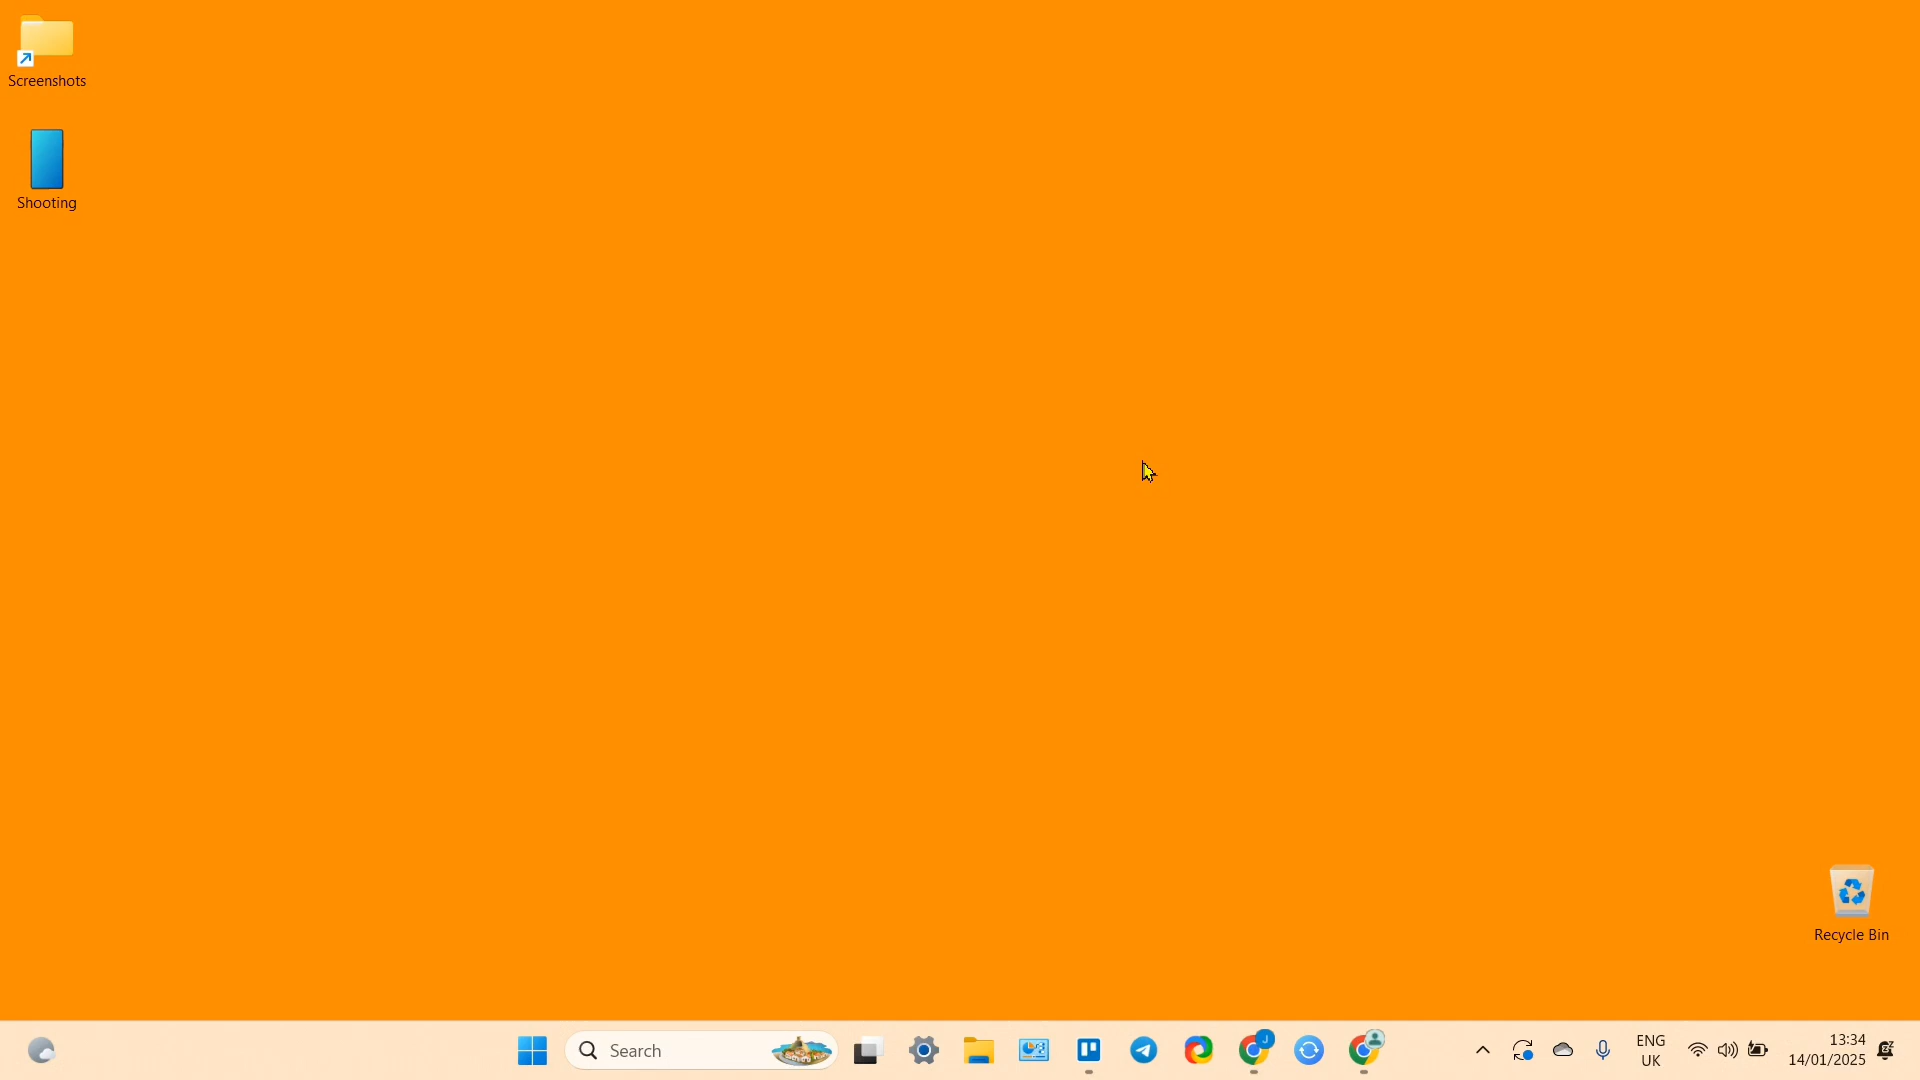 Screenshots
Shooting
Recycle Bin
Search
J
ENG
UK
13:34
14/01/2025